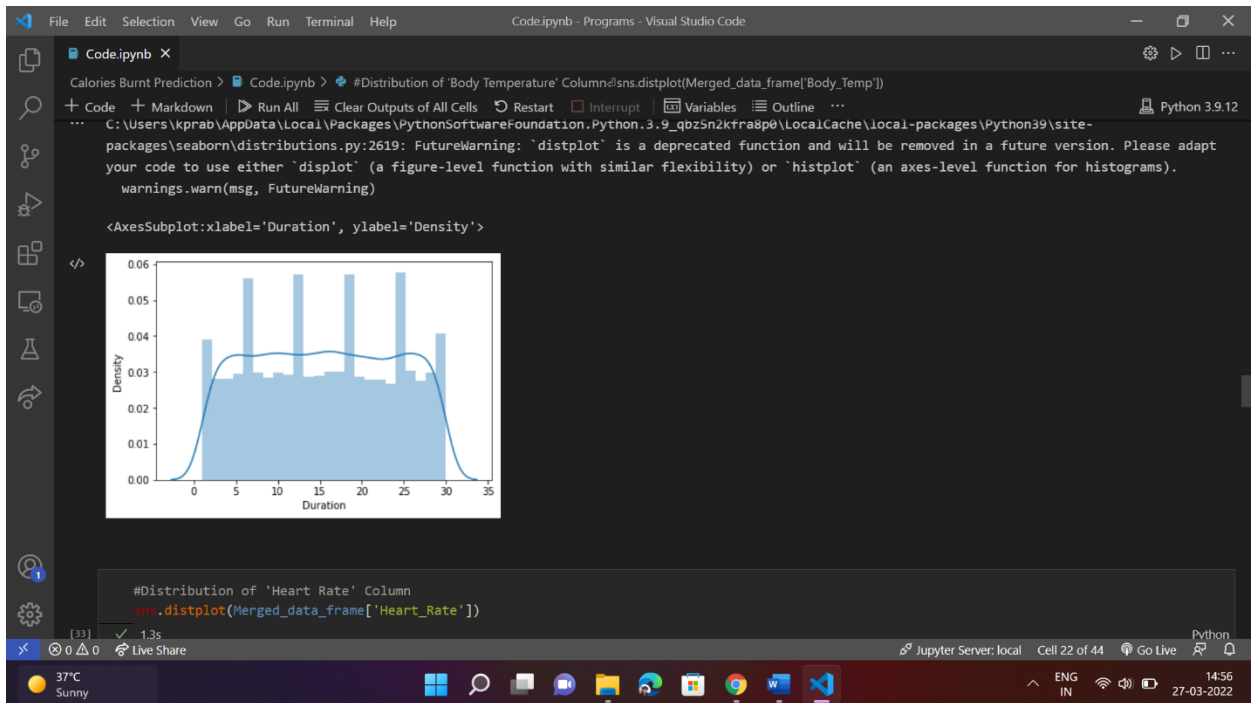 File Edit Selection View Go Run Terminal Help Code.ipynb - Programs - Visual Studio Code
Code.ipynb
Calories Burnt Prediction > Code.ipynb > #Distribution of 'Body Temperature' Column⏎sns.distplot(Merged_data_frame['Body_Temp'])
+ Code + Markdown Run All Clear Outputs of All Cells Restart Interrupt Variables Outline ... Python 3.9.12
... C:\Users\kprab\AppData\Local\Packages\PythonSoftwareFoundation.Python.3.9_qbz5n2kfra8p0\LocalCache\local-packages\Python39\site-
packages\seaborn\distributions.py:2619: FutureWarning: `distplot` is a deprecated function and will be removed in a future version. Please adapt
your code to use either `displot` (a figure-level function with similar flexibility) or `histplot` (an axes-level function for histograms).
warnings.warn(msg, FutureWarning)
<AxesSubplot:xlabel='Duration', ylabel='Density'>
</>
0.06
0.05
0.04
0.03
0.02
0.01
0.00
Density
0 5 10 15 20 25 30 35
Duration
#Distribution of 'Heart Rate' Column
sns.distplot(Merged_data_frame['Heart_Rate'])
[33] ✓ 1.3s Python
0 0 Live Share Jupyter Server: local Cell 22 of 44 Go Live
1
37°C
Sunny
ENG
IN
14:56
27-03-2022